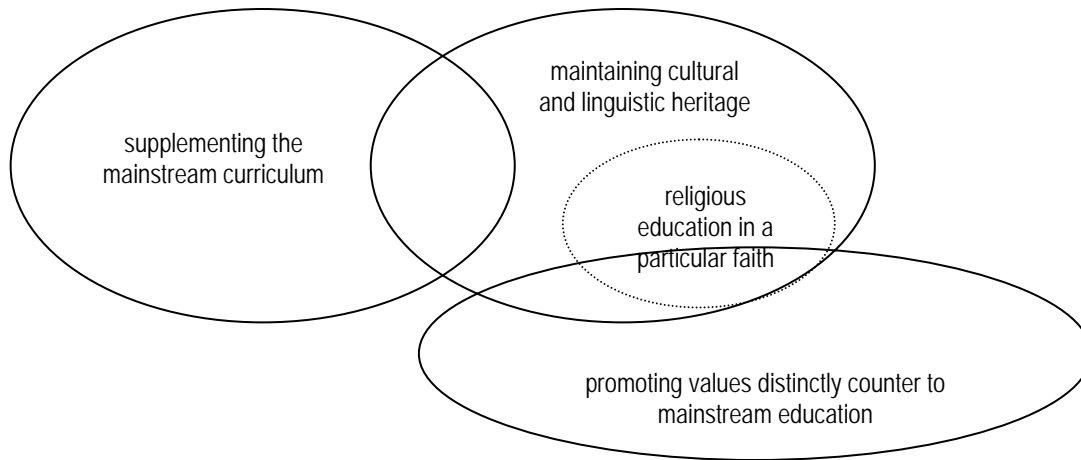 maintaining cultural
and linguistic heritage
supplementing the
mainstream curriculum
religious
education in a
particular faith
promoting values distinctly counter to
mainstream education